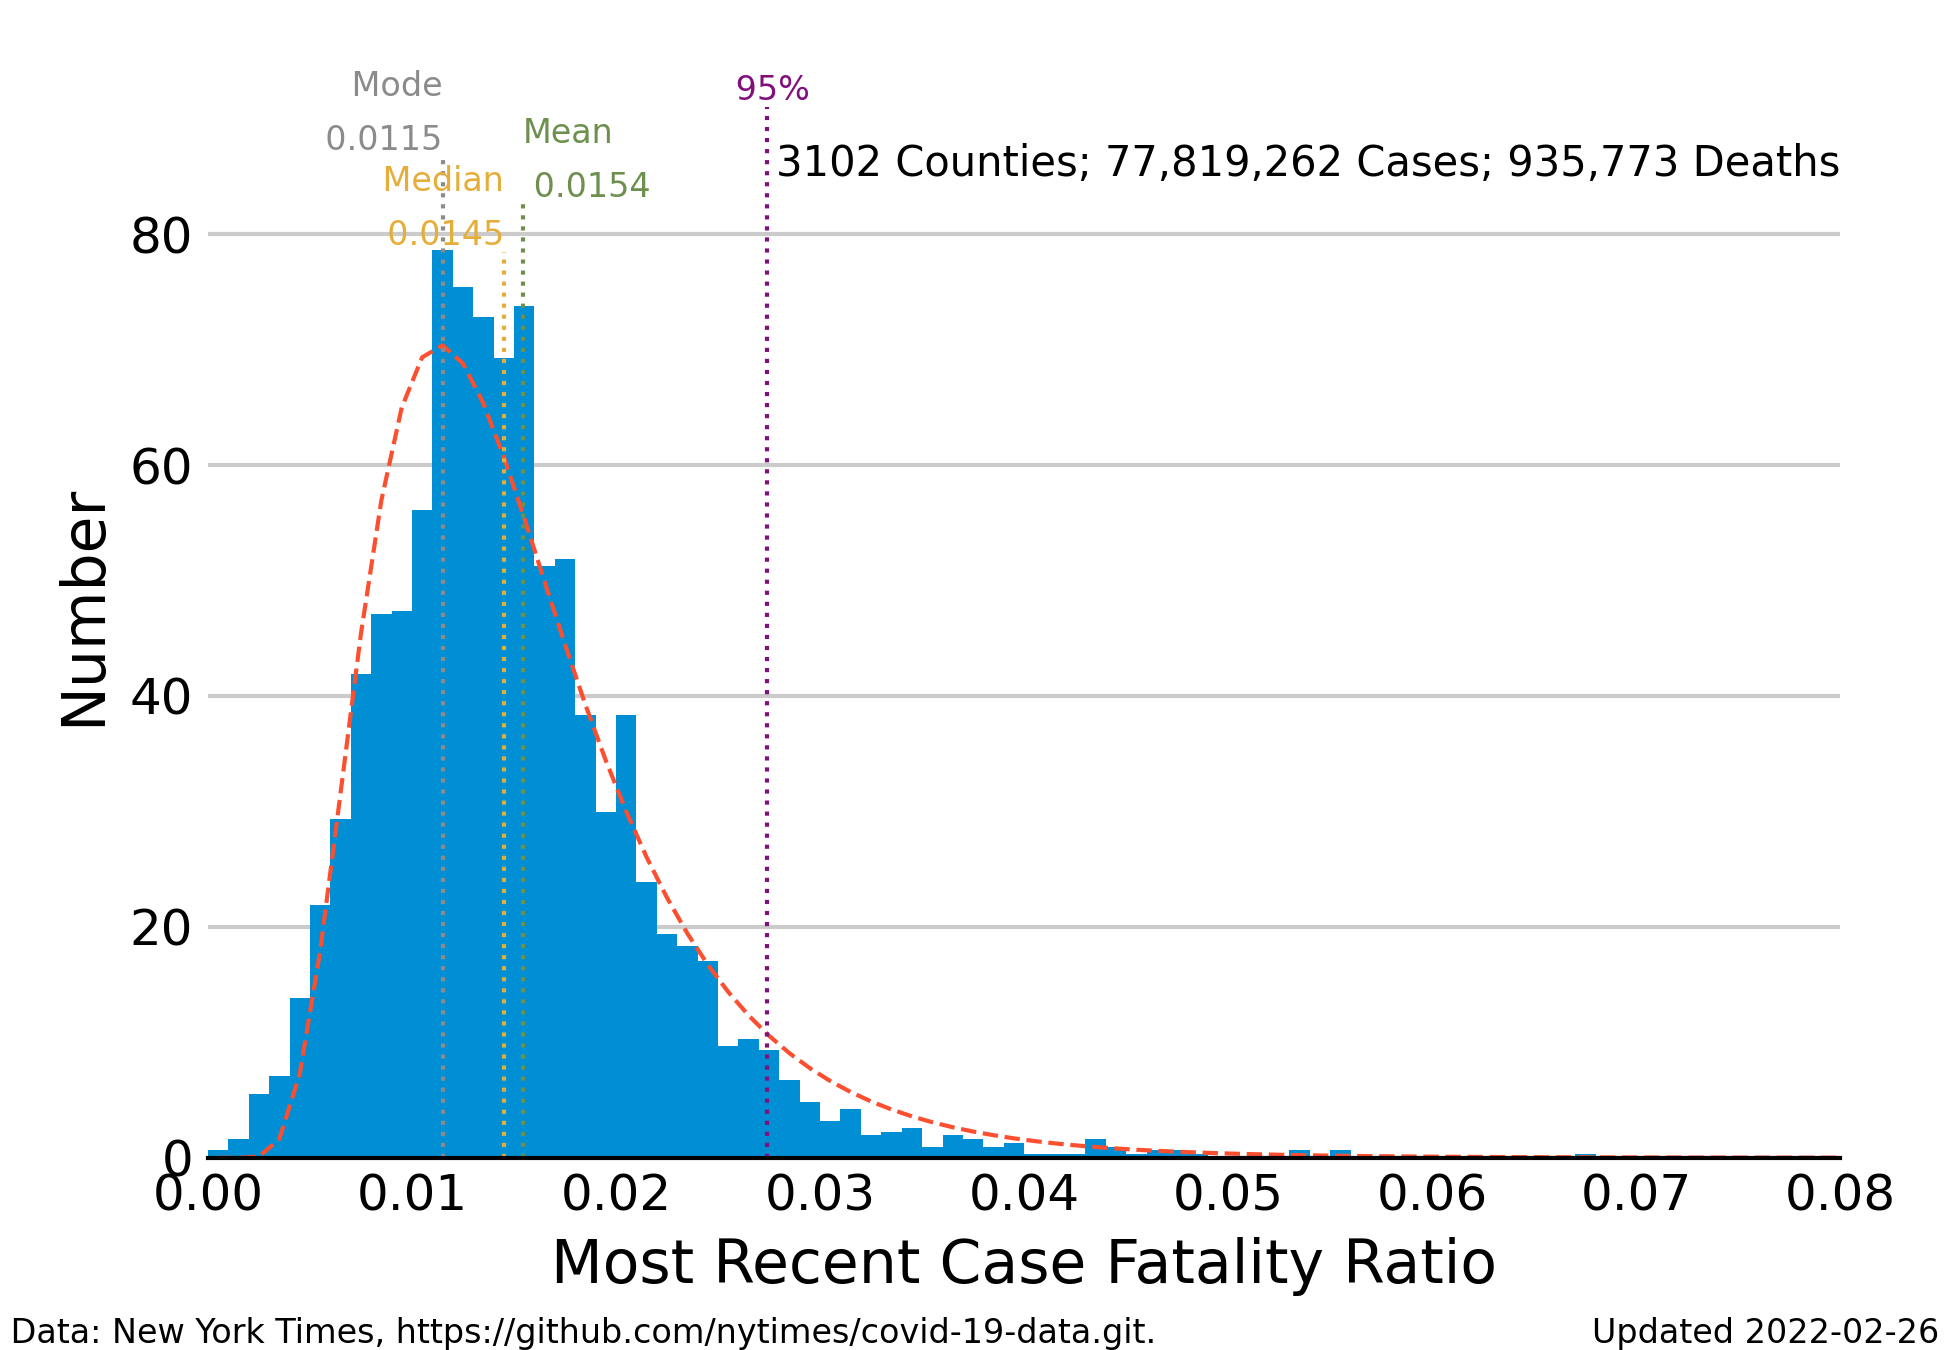 Mode
0.0115
95%
Mean
0.0154
3102 Counties; 77,819,262 Cases; 935,773 Deaths
Median
0.0145
80
60
40
20
0
Number
0.00 0.01 0.02 0.03 0.04 0.05 0.06 0.07 0.08
Most Recent Case Fatality Ratio
Data: New York Times, https://github.com/nytimes/covid-19-data.git.
Updated 2022-02-26